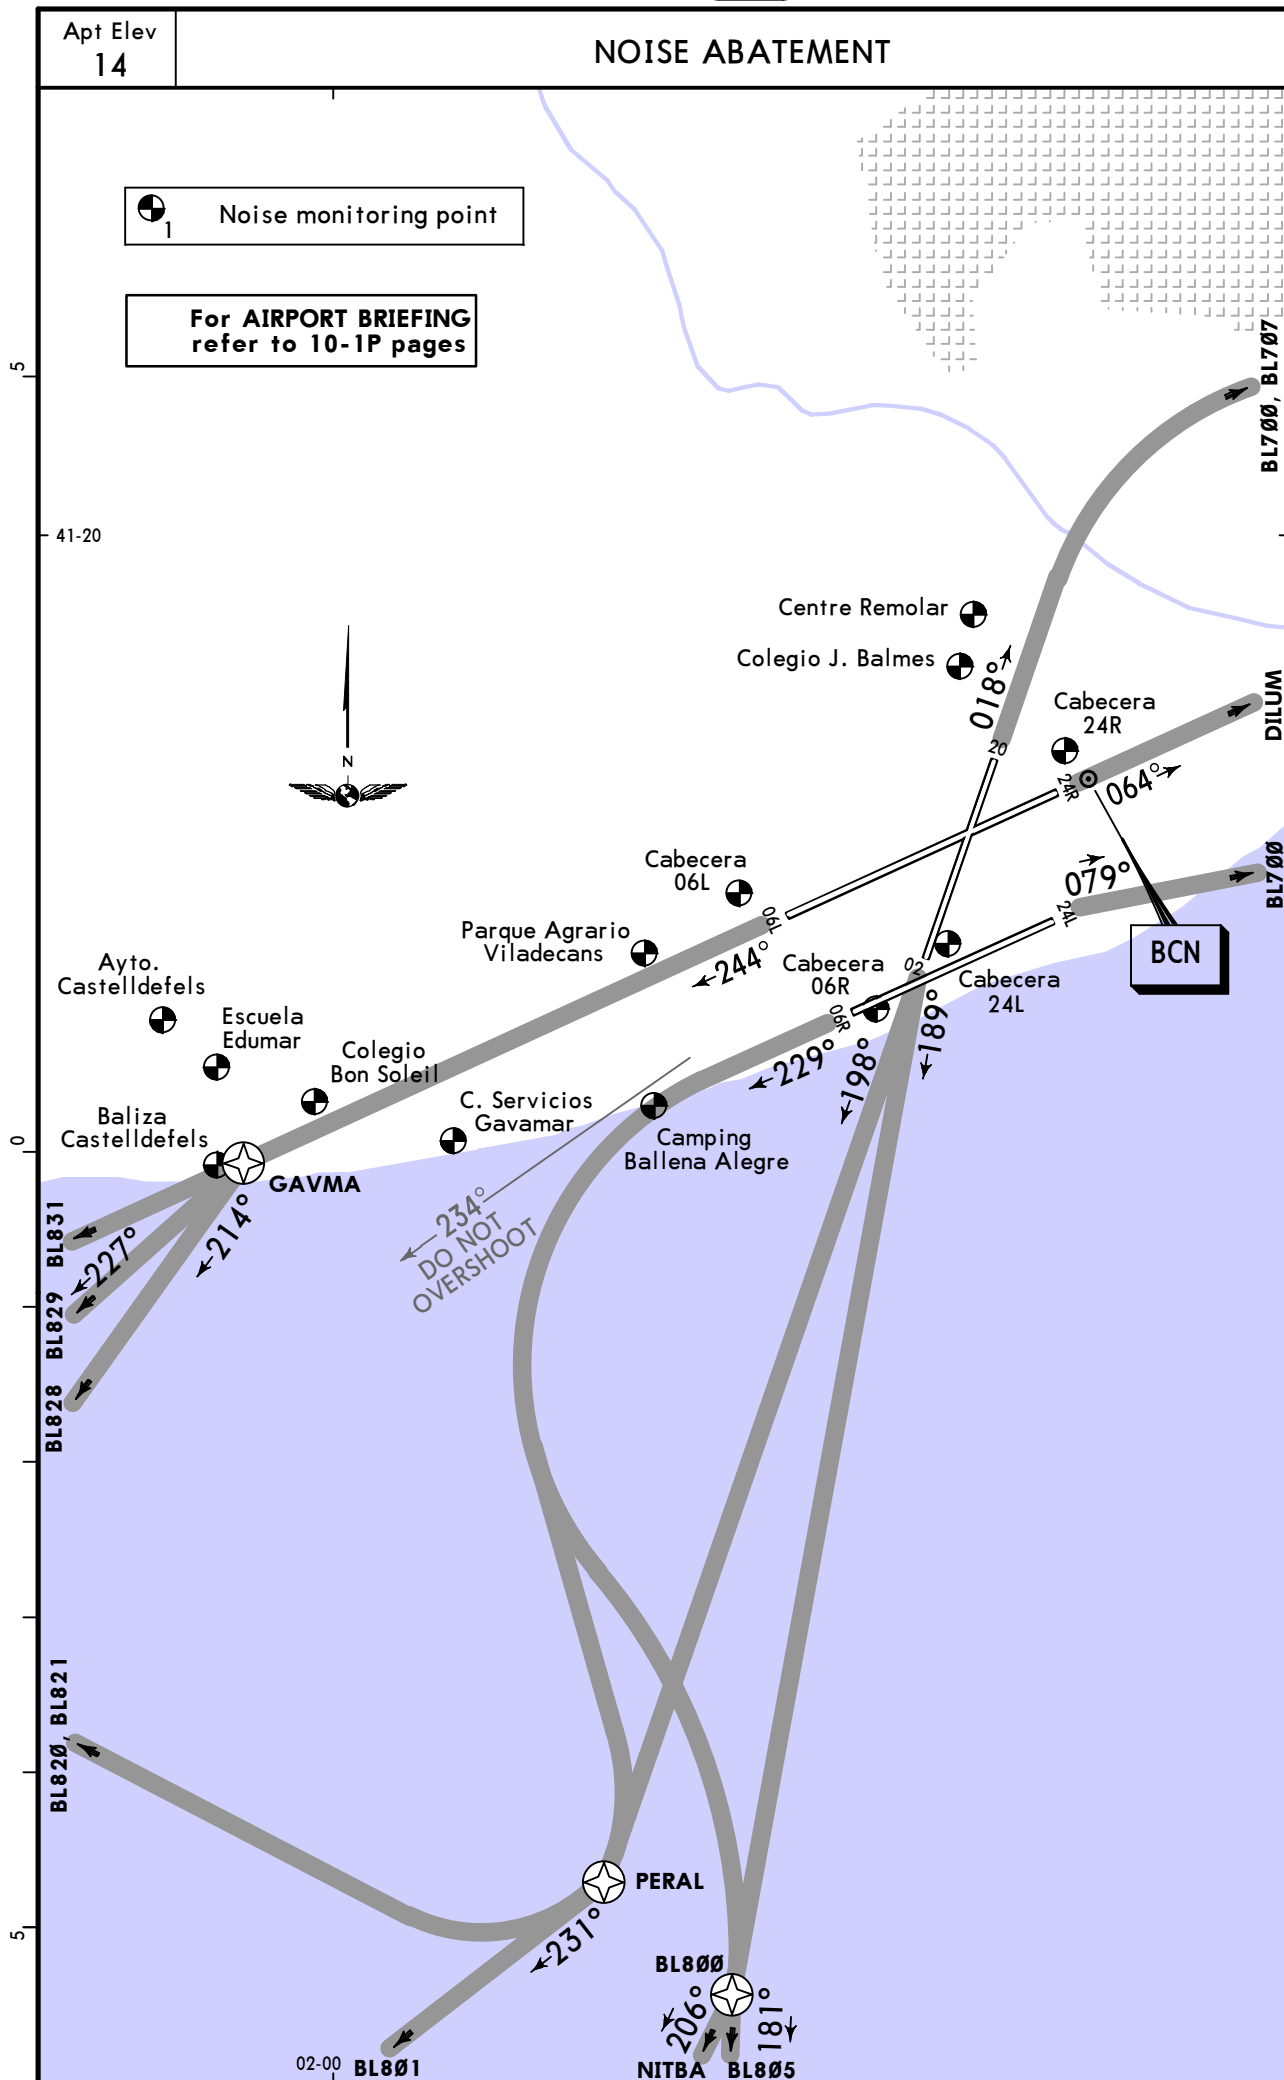 Apt Elev
14
NOISE ABATEMENT
1 Noise monitoring point
For AIRPORT BRIEFING
refer to 10-1P pages
5
BL7ØØ, BL7Ø7
41-20
Centre Remolar
Colegio J. Balmes
018°
20
Cabecera
24R
DILUM
N
24R
064°
Cabecera
06L
079°
BL7ØØ
06L
24L
Parque Agrario
Viladecans
244°
Cabecera
06R
02
BCN
Cabecera
24L
Ayto.
Castelldefels
Escuela
Edumar
06R
189°
Colegio
Bon Soleil
229°
198°
C. Servicios
Gavamar
Baliza
Castelldefels
0
Camping
Ballena Alegre
GAVMA
214°
234°
DO NOT
OVERSHOOT
BL831
227°
BL829
BL828
BL82Ø, BL821
PERAL
5
231°
BL8ØØ
206°
181°
02-00
BL8Ø1
NITBA
BL8Ø5